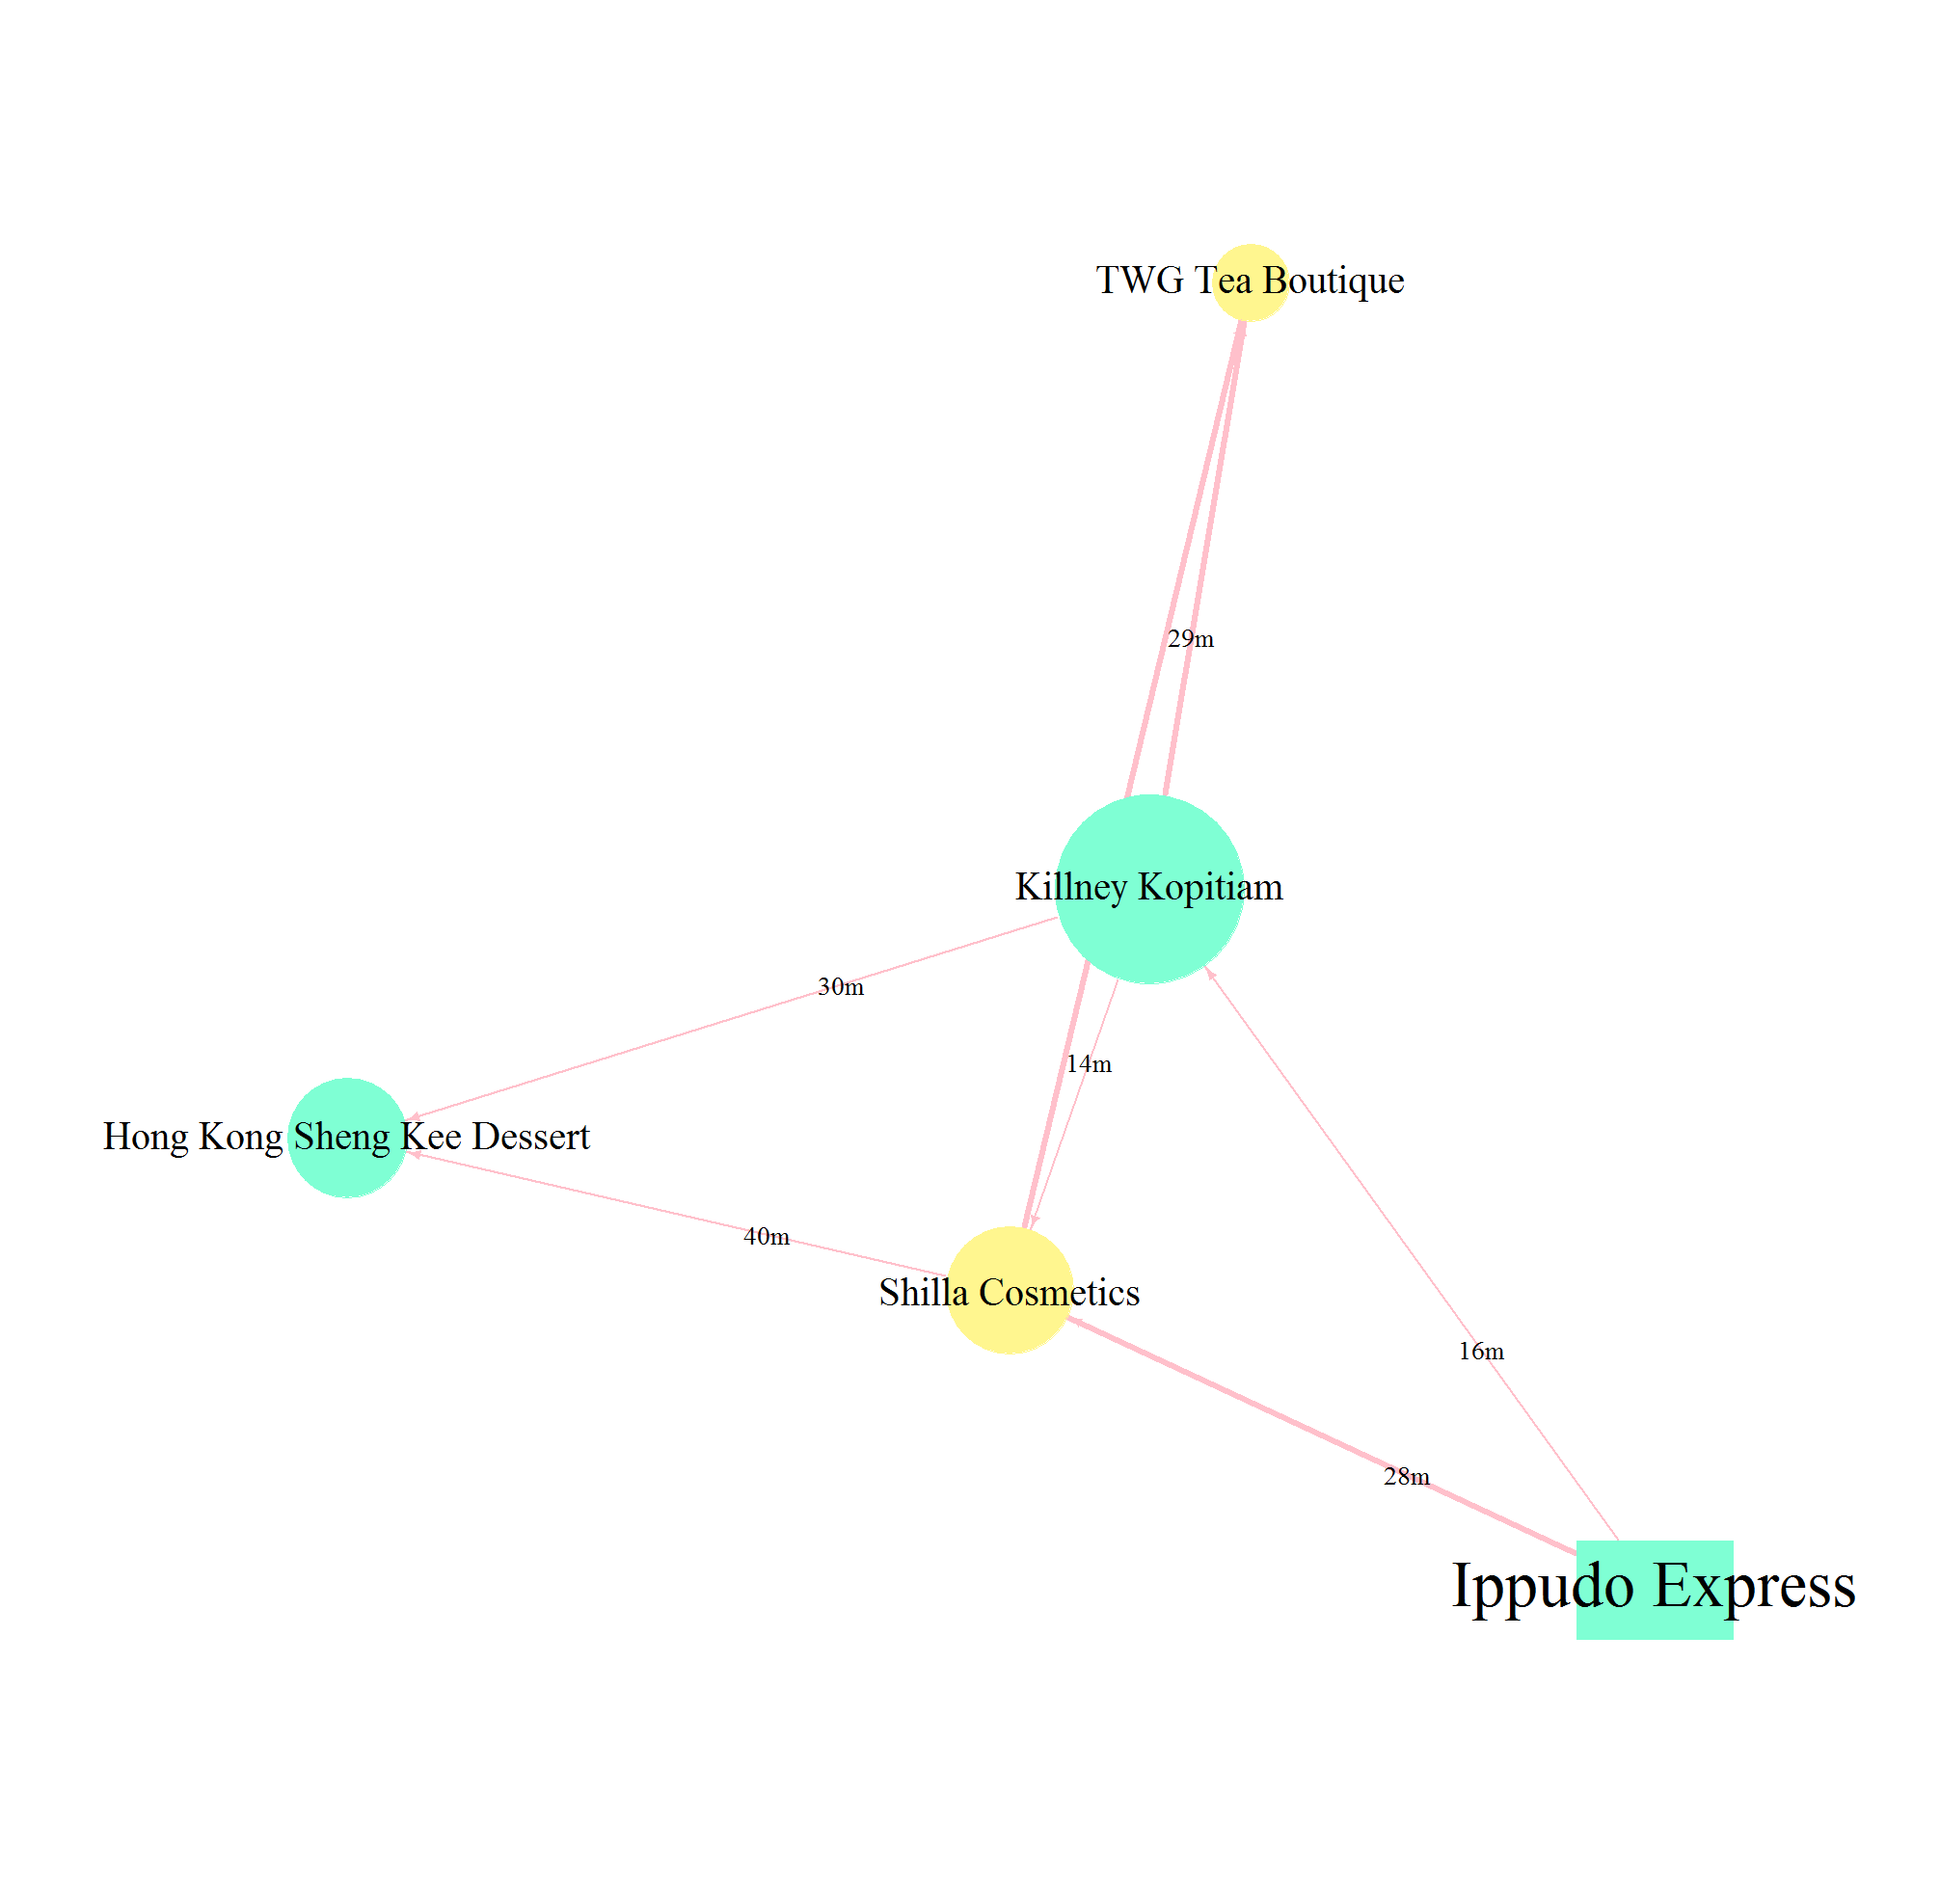 TWG Tea Boutique
29m
Killney Kopitiam
30m
14m
Hong Kong Sheng Kee Dessert
40m
Shilla Cosmetics
16m
28m
Ippudo Express